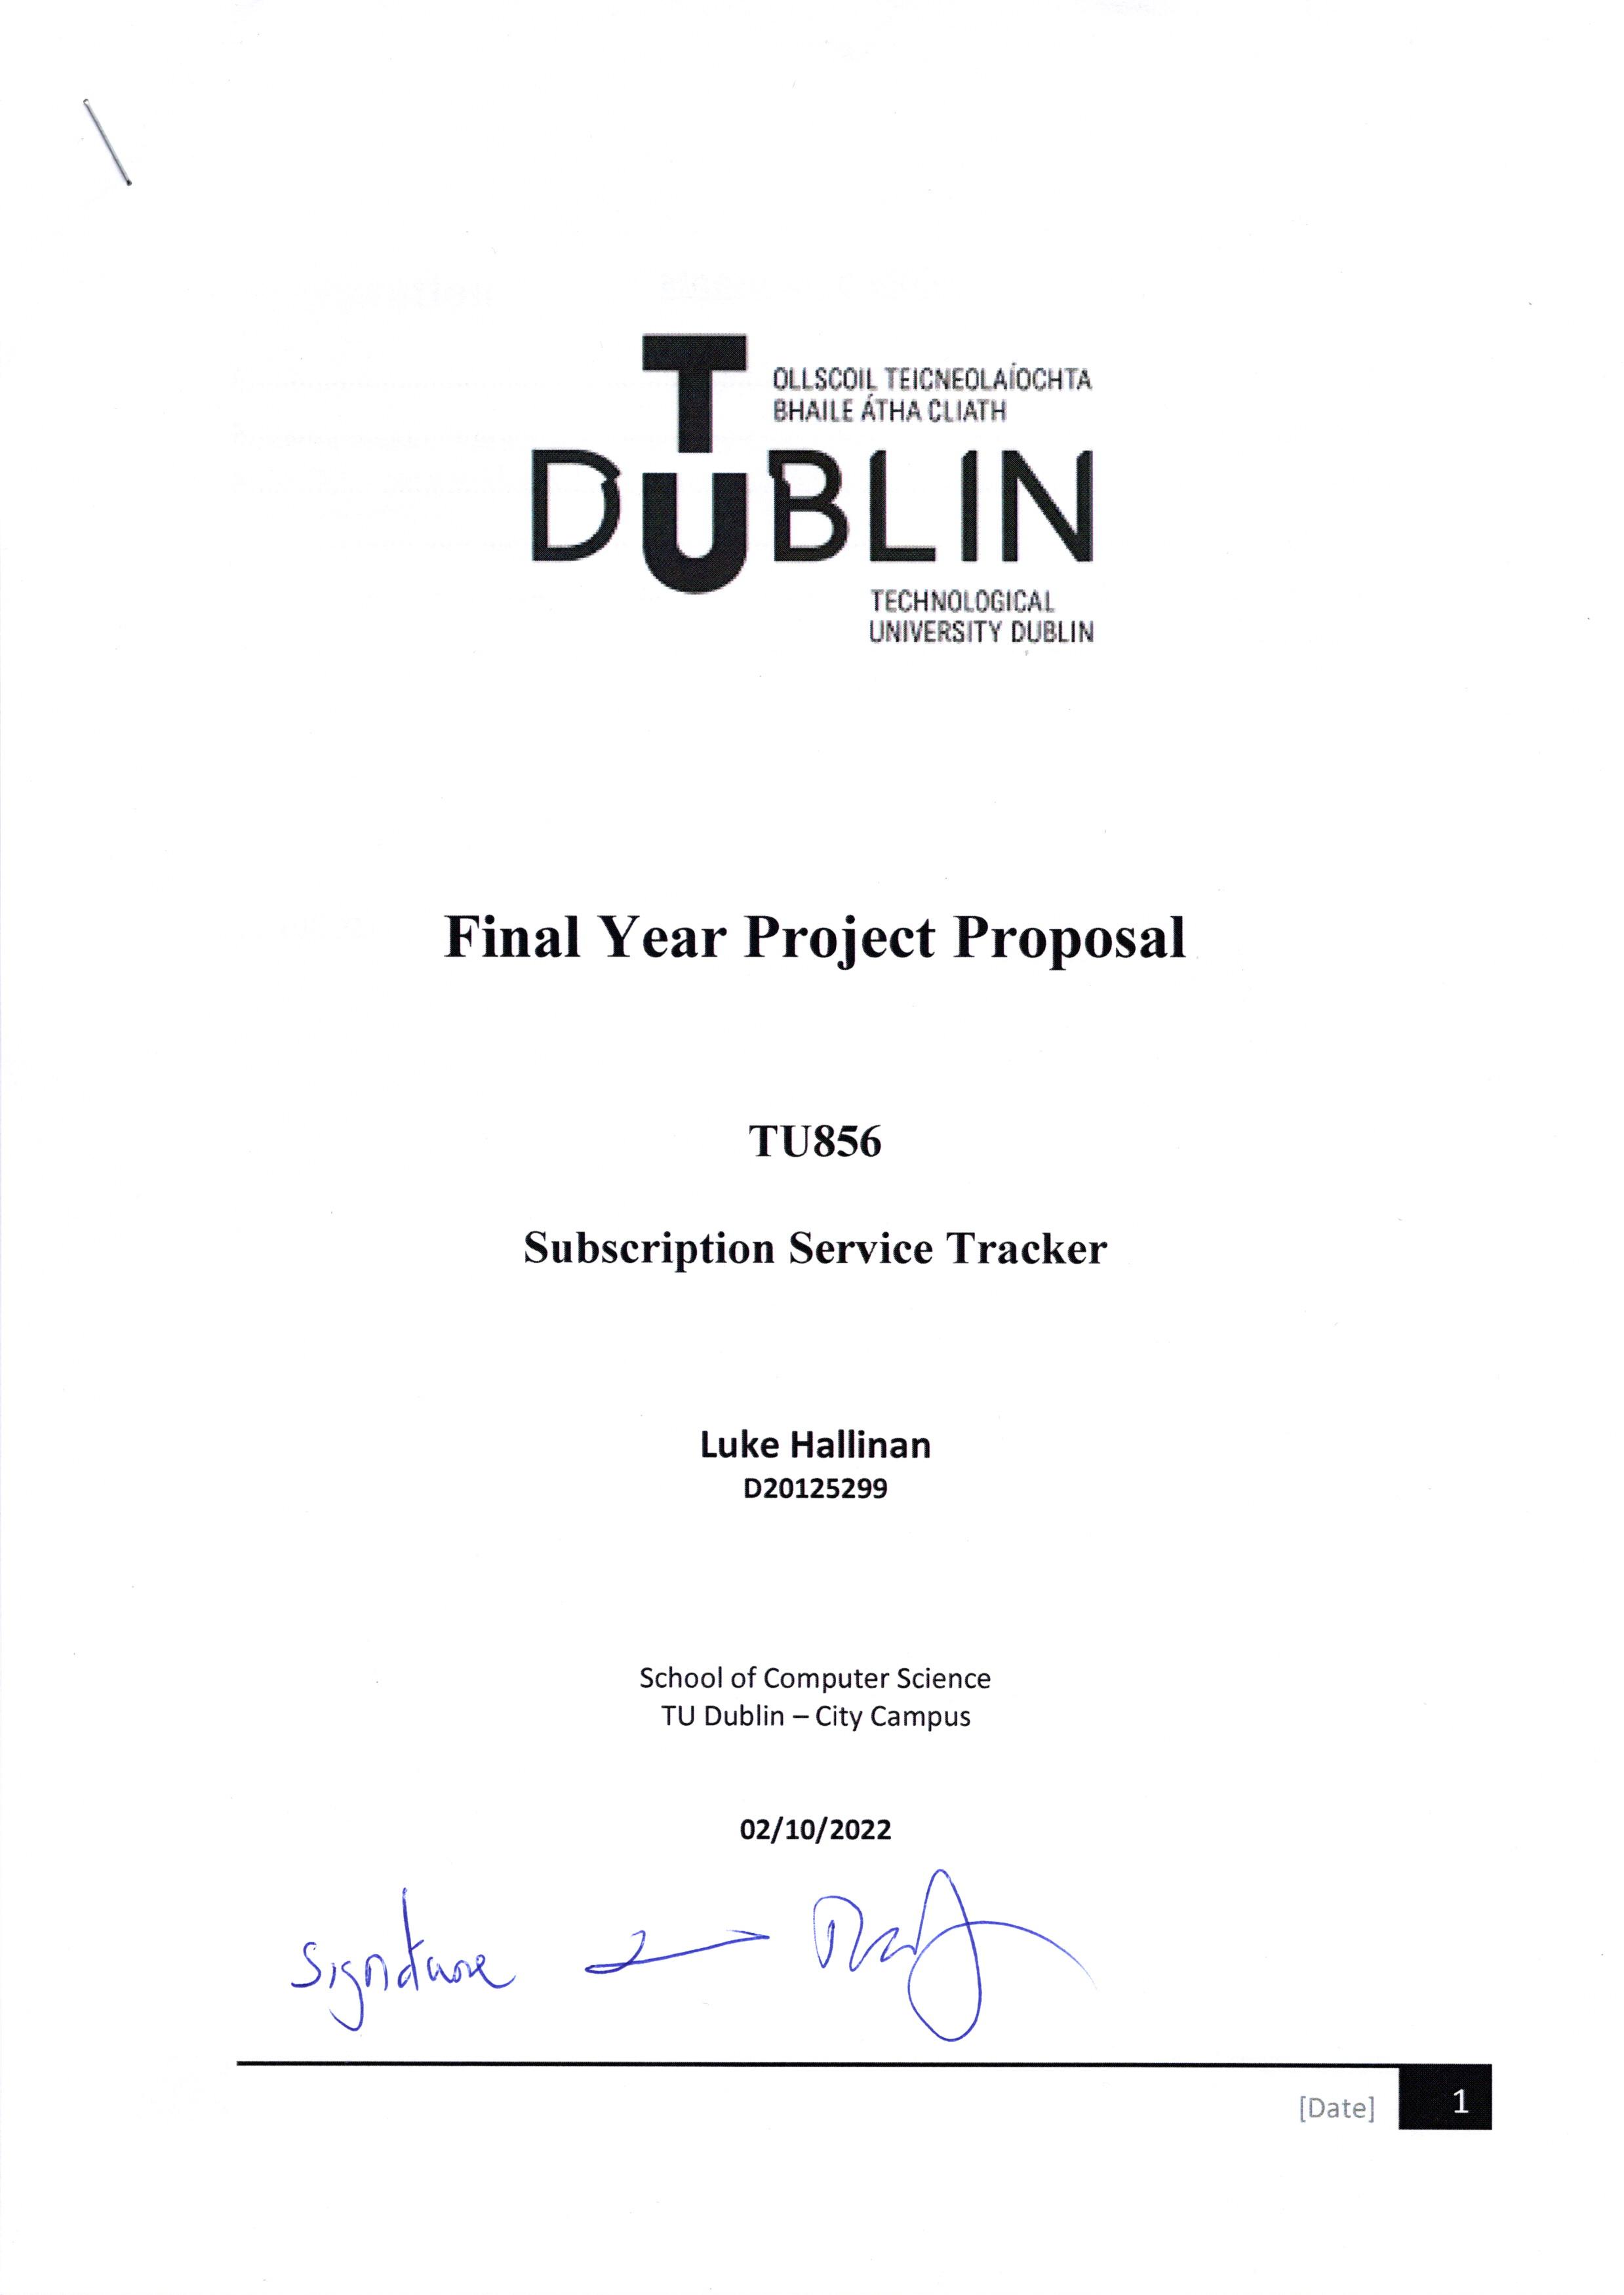 OLLSCOIL TEICNEOLAÍOCHTA
BHAILE ÁTHA CLIATH
TU DUBLIN
TECHNOLOGICAL
UNIVERSITY DUBLIN
Final Year Project Proposal
TU856
Subscription Service Tracker
Luke Hallinan
D20125299
School of Computer Science
TU Dublin – City Campus
02/10/2022
Signature
[Date] 1